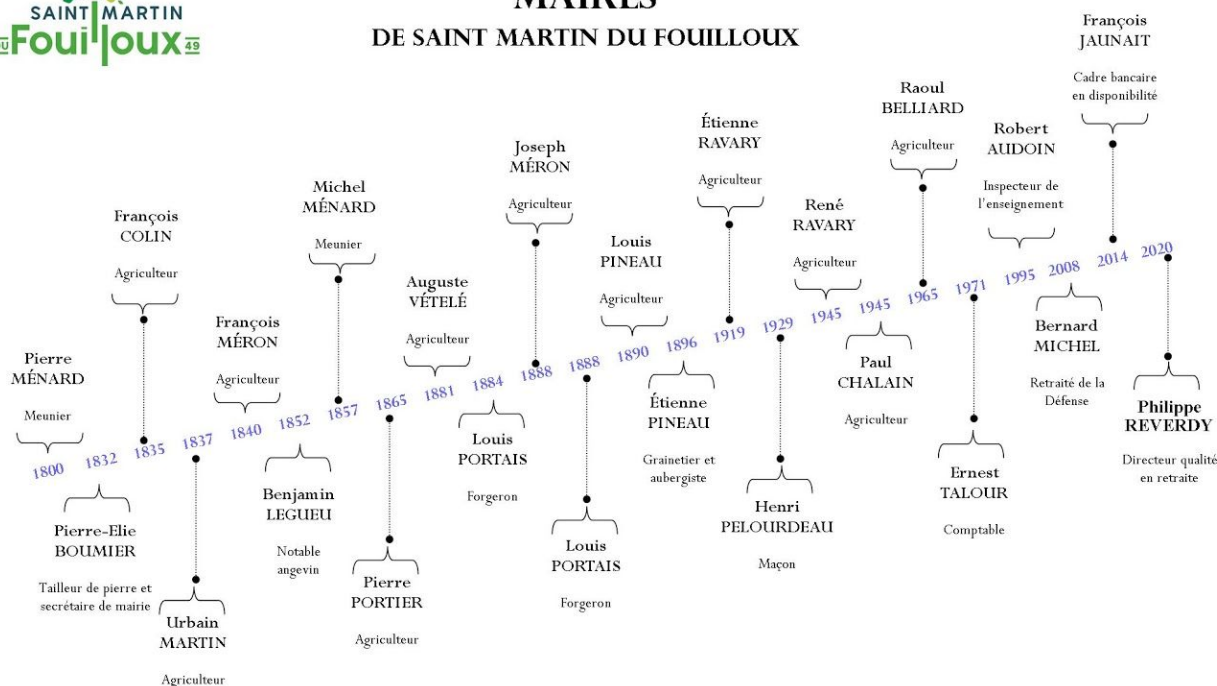 SAINT MARTIN
DU Fouilloux 49
MAIRES
DE SAINT MARTIN DU FOUILLOUX
Pierre
MÉNARD
Meunier
1800
1832
Pierre-Elie
BOUMIER
Tailleur de pierre et
secrétaire de mairie
François
COLIN
Agriculteur
1835
1837
Urbain
MARTIN
Agriculteur
François
MÉRON
Agriculteur
1840
1852
Benjamin
LEGUEU
Notable
angevin
Michel
MÉNARD
Meunier
1857
1865
Pierre
PORTIER
Agriculteur
Auguste
VÉTELÉ
Agriculteur
1881
1884
Louis
PORTAIS
Forgeron
Joseph
MÉRON
Agriculteur
1888
1888
Louis
PORTAIS
Forgeron
Louis
PINEAU
Agriculteur
1890
1896
Étienne
PINEAU
Grainetier et
aubergiste
Étienne
RAVARY
Agriculteur
1919
1929
Henri
PELOURDEAU
Maçon
René
RAVARY
Agriculteur
1945
1945
Paul
CHALAIN
Agriculteur
Raoul
BELLIARD
Agriculteur
1965
1971
Ernest
TALOUR
Comptable
Robert
AUDOIN
Inspecteur de
l'enseignement
1995
2008
Bernard
MICHEL
Retraité de la
Défense
François
JAUNAIT
Cadre bancaire
en disponibilité
2014
2020
Philippe
REVERDY
Directeur qualité
en retraite